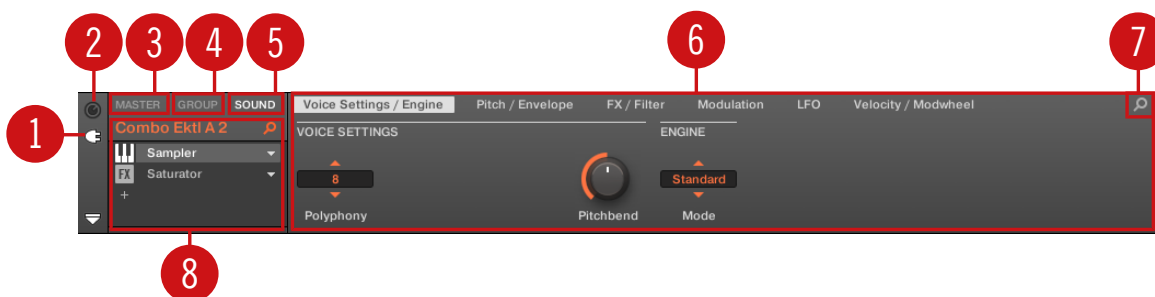 2 3 4 5 6 7
MASTER GROUP SOUND Voice Settings / Engine Pitch / Envelope FX / Filter Modulation LFO Velocity / Modwheel
1
Combo Ektl A 2
VOICE SETTINGS ENGINE
Sampler
FX Saturator
+
8 Standard
Polyphony Pitchbend Mode
8